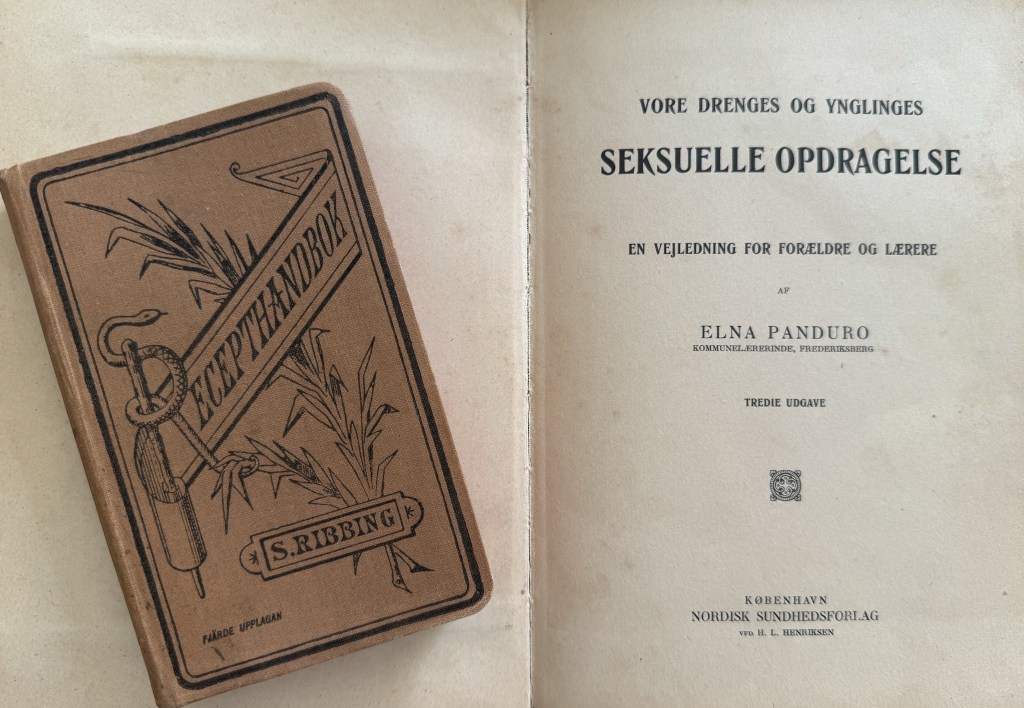 RECEPTHANDBOK
S. RIBBING
FJÄRDE UPPLAGAN
VORE DRENGES OG YNGLINGES
SEKSUELLE OPDRAGELSE
EN VEJLEDNING FOR FORÆLDRE OG LÆRERE
AF
ELNA PANDURO
KOMMUNELÆRERINDE, FREDERIKSBERG
TREDIE UDGAVE
KØBENHAVN
NORDISK SUNDHEDSFORLAG
VED H. L. HENRIKSEN